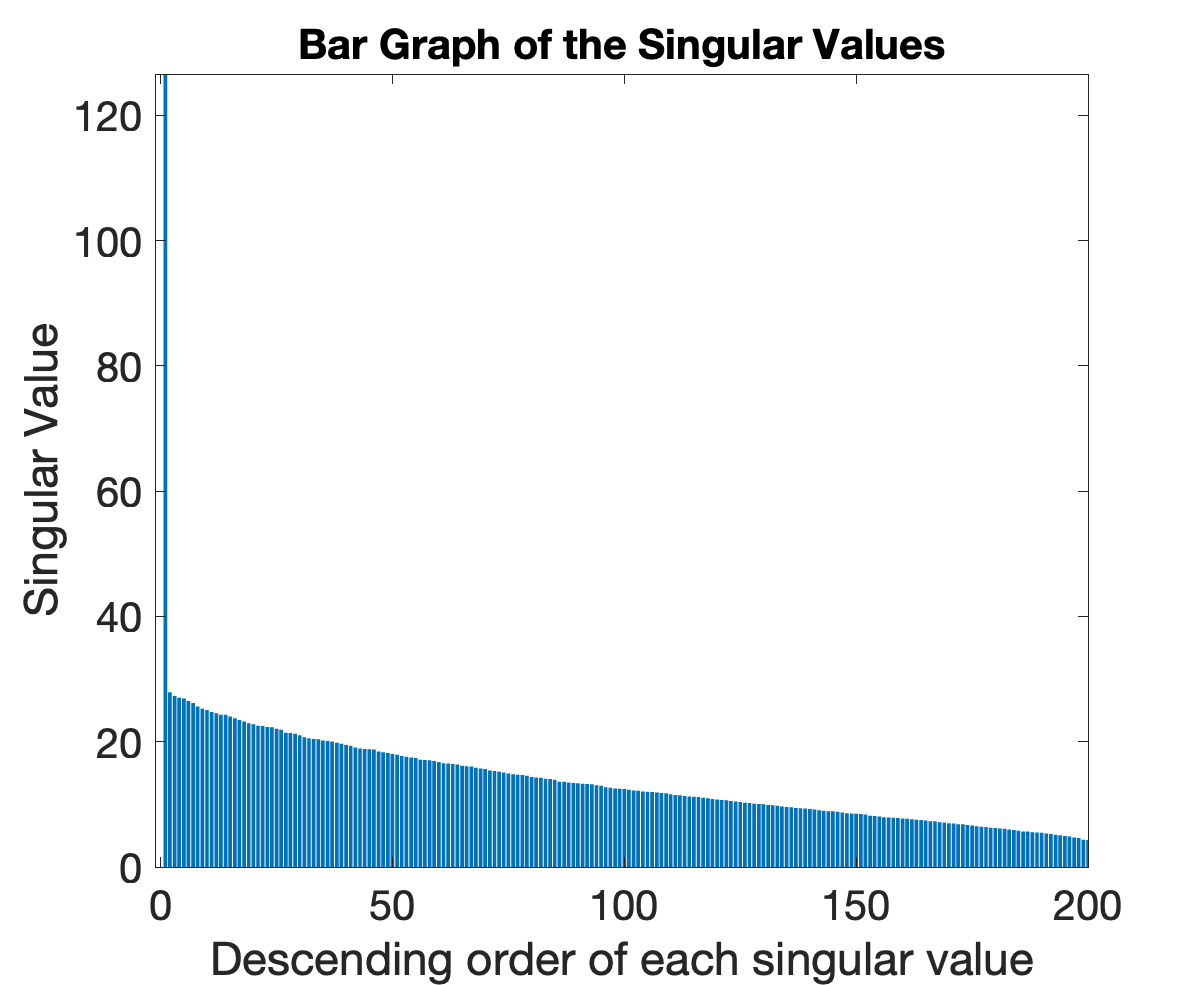 Bar Graph of the Singular Values
120
100
80
60
40
20
0
Singular Value
0 50 100 150 200
Descending order of each singular value